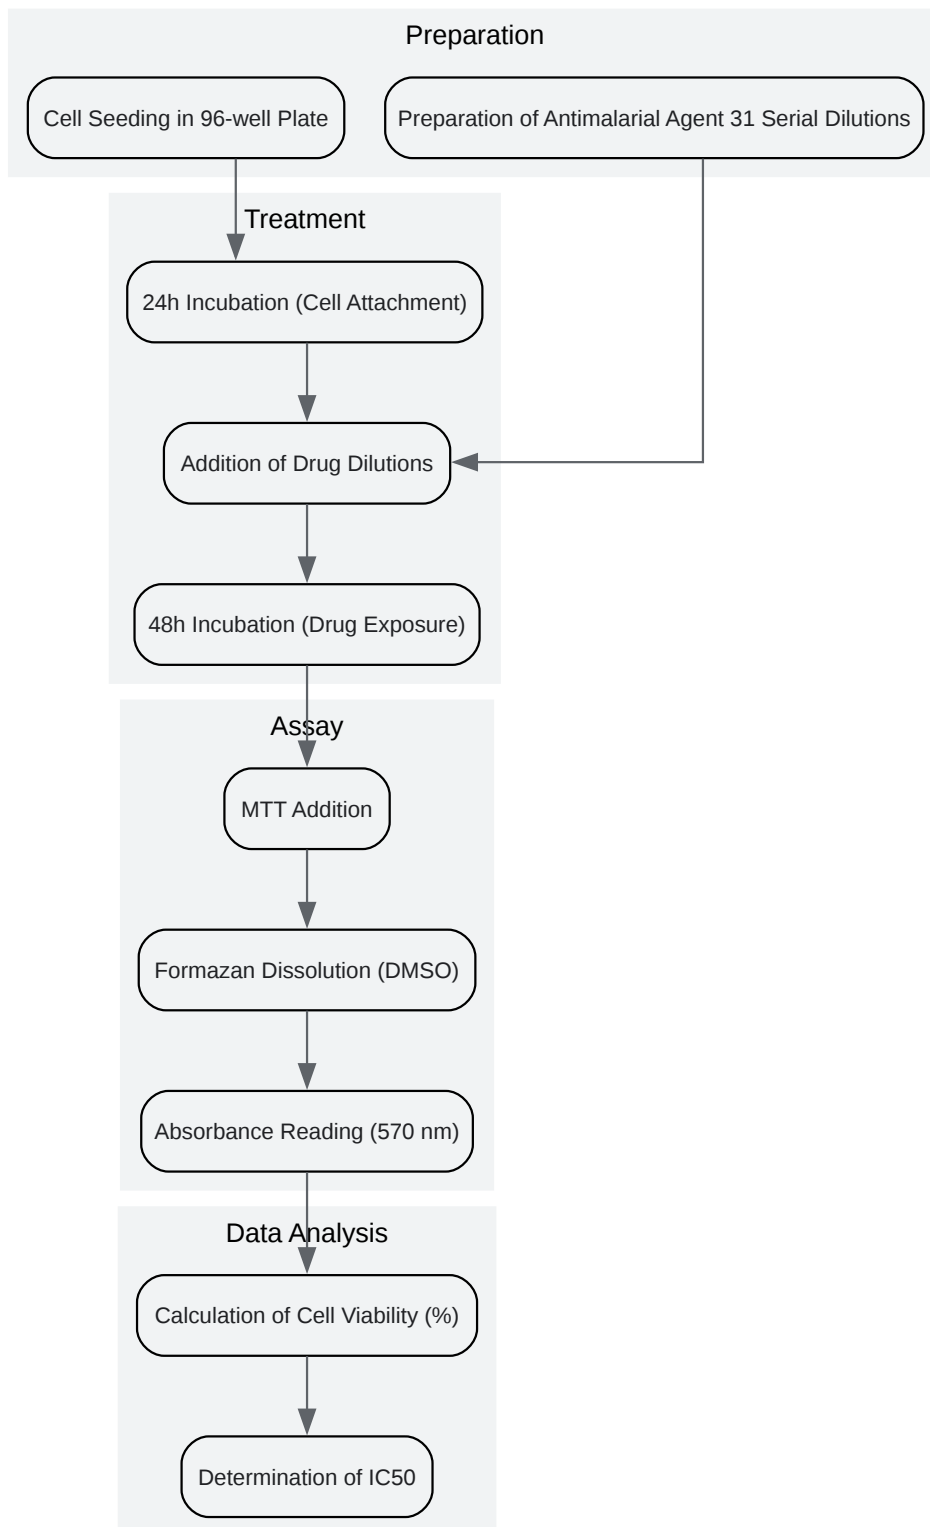 Preparation
Cell Seeding in 96-well Plate
Preparation of Antimalarial Agent 31 Serial Dilutions
Treatment
24h Incubation (Cell Attachment)
Addition of Drug Dilutions
48h Incubation (Drug Exposure)
Assay
MTT Addition
Formazan Dissolution (DMSO)
Absorbance Reading (570 nm)
Data Analysis
Calculation of Cell Viability (%)
Determination of IC50